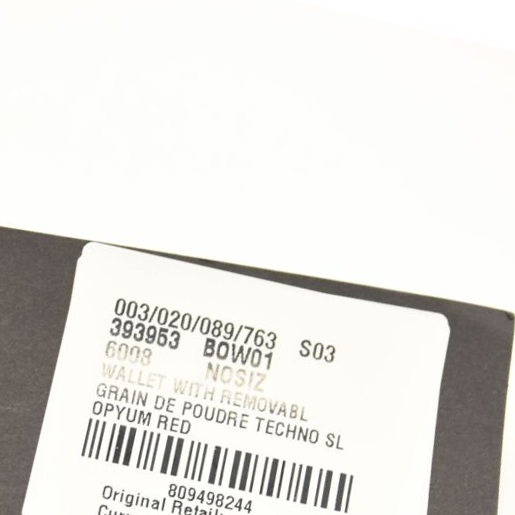 003/020/089/763 S03
393953 BOW01
6008 NOSIZ
WALLET WITH REMOVABL
GRAIN DE POUDRE TECHNO SL
OPYUM RED
809498244
Original Retail